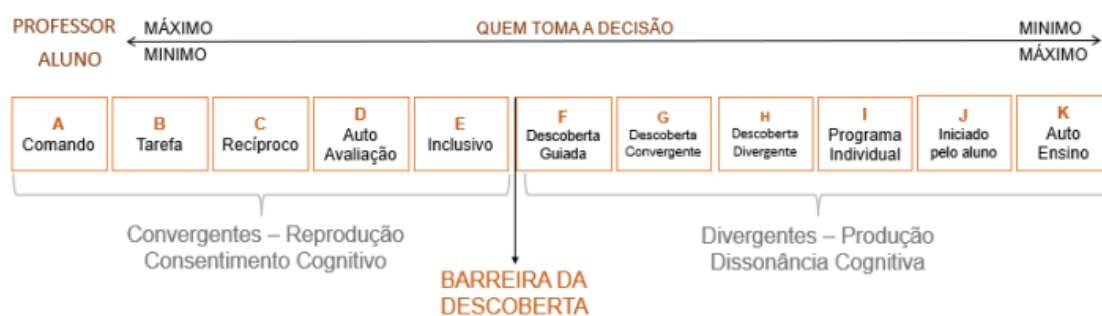 PROFESSOR MÁXIMO QUEM TOMA A DECISÃO MINIMO
ALUNO MINIMO MÁXIMO
A
Comando
B
Tarefa
C
Recíproco
D
Auto
Avaliação
E
Inclusivo
F
Descoberta
Guiada
G
Descoberta
Convergente
H
Descoberta
Divergente
I
Programa
Individual
J
Iniciado
pelo aluno
K
Auto
Ensino
Convergentes – Reprodução
Consentimento Cognitivo
Divergentes – Produção
Dissonância Cognitiva
BARREIRA DA
DESCOBERTA